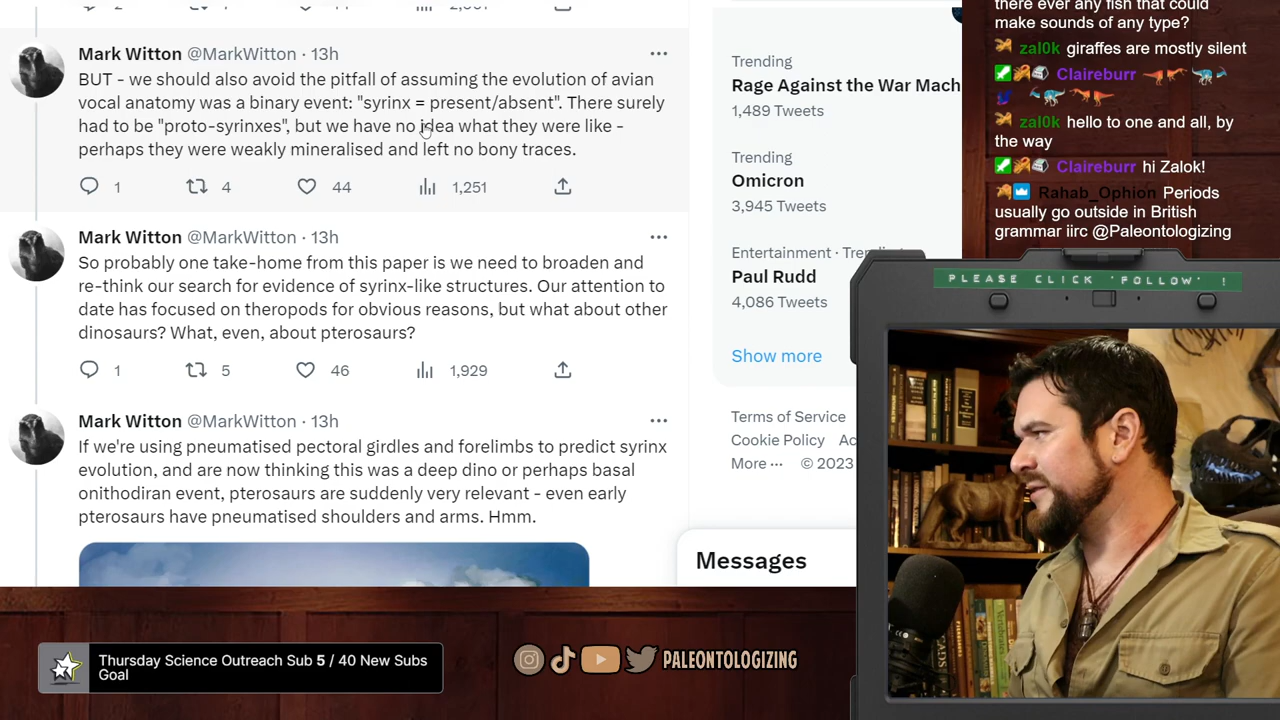 Mark Witton @MarkWitton · 13h
BUT - we should also avoid the pitfall of assuming the evolution of avian
vocal anatomy was a binary event: "syrinx = present/absent". There surely
had to be "proto-syrinxes", but we have no idea what they were like -
perhaps they were weakly mineralised and left no bony traces.
1 4 44 1,251
Mark Witton @MarkWitton · 13h
So probably one take-home from this paper is we need to broaden and
re-think our search for evidence of syrinx-like structures. Our attention to
date has focused on theropods for obvious reasons, but what about other
dinosaurs? What, even, about pterosaurs?
1 5 46 1,929
Mark Witton @MarkWitton · 13h
If we're using pneumatised pectoral girdles and forelimbs to predict syrinx
evolution, and are now thinking this was a deep dino or perhaps basal
onithodiran event, pterosaurs are suddenly very relevant - even early
pterosaurs have pneumatised shoulders and arms. Hmm.
Trending
Rage Against the War Mach
1,489 Tweets
Trending
Omicron
3,945 Tweets
Entertainment ·
Paul Rudd
4,086 Tweets
Show more
Terms of Service
Cookie Policy
More ··· © 2023
Messages
there ever any fish that could
make sounds of any type?
zal0k giraffes are mostly silent
Claireburr
zal0k hello to one and all, by
the way
Claireburr hi Zalok!
Rahab_Ophion Periods
usually go outside in British
grammar iirc @Paleontologizing
PLEASE CLICK 'FOLLOW' !
Thursday Science Outreach Sub 5 / 40 New Subs
Goal
PALEONTOLOGIZING